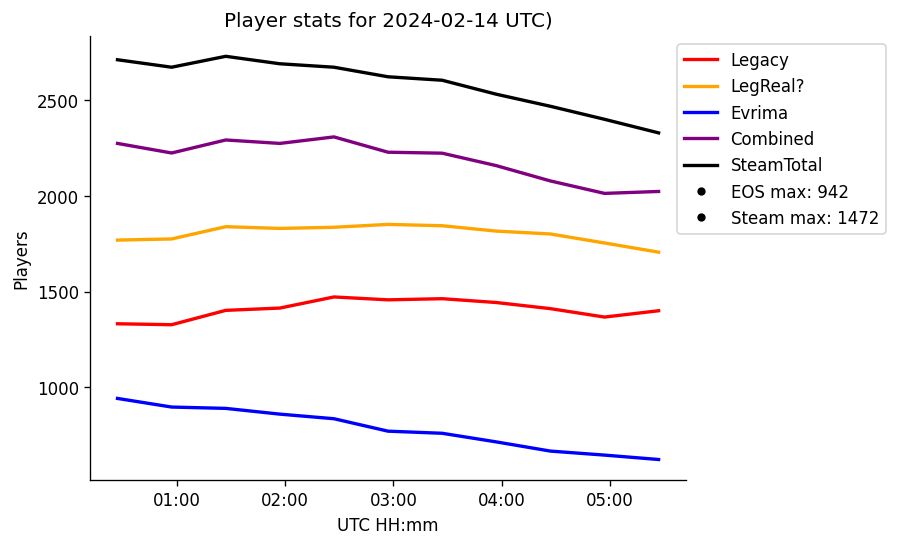 Player stats for 2024-02-14 UTC)
Legacy
LegReal?
Evrima
Combined
SteamTotal
EOS max: 942
Steam max: 1472
Players
2500
2000
1500
1000
01:00 02:00 03:00 04:00 05:00
UTC HH:mm